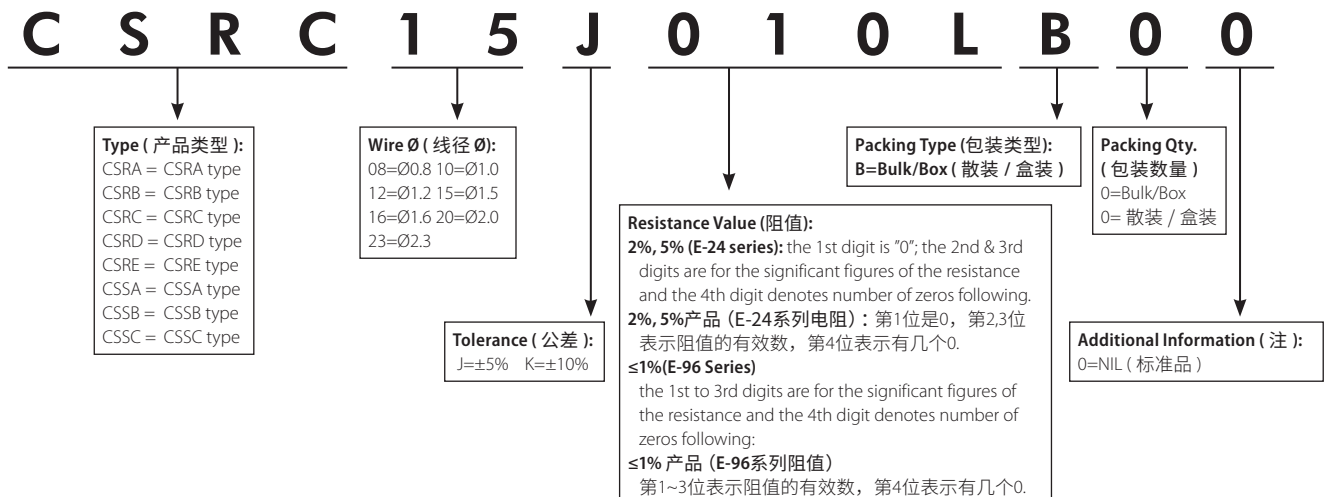 C S R C 1 5 J 0 1 0 L B 0 0
Type ( 产品类型 ):
CSRA = CSRA type
CSRB = CSRB type
CSRC = CSRC type
CSRD = CSRD type
CSRE = CSRE type
CSSA = CSSA type
CSSB = CSSB type
CSSC = CSSC type
Wire Ø ( 线径 Ø):
08=Ø0.8 10=Ø1.0
12=Ø1.2 15=Ø1.5
16=Ø1.6 20=Ø2.0
23=Ø2.3
Tolerance ( 公差 ):
J=±5% K=±10%
Resistance Value (阻值):
2%, 5% (E-24 series): the 1st digit is "0"; the 2nd & 3rd
digits are for the significant figures of the resistance
and the 4th digit denotes number of zeros following.
2%, 5%产品（E-24系列电阻）：第1位是0，第2,3位
表示阻值的有效数，第4位表示有几个0.
≤1%(E-96 Series)
the 1st to 3rd digits are for the significant figures of
the resistance and the 4th digit denotes number of
zeros following:
≤1% 产品（E-96系列阻值）
第1~3位表示阻值的有效数，第4位表示有几个0.
Packing Type (包装类型):
B=Bulk/Box ( 散装 / 盒装 )
Packing Qty.
( 包装数量 )
0=Bulk/Box
0= 散装 / 盒装
Additional Information ( 注 ):
0=NIL ( 标准品 )